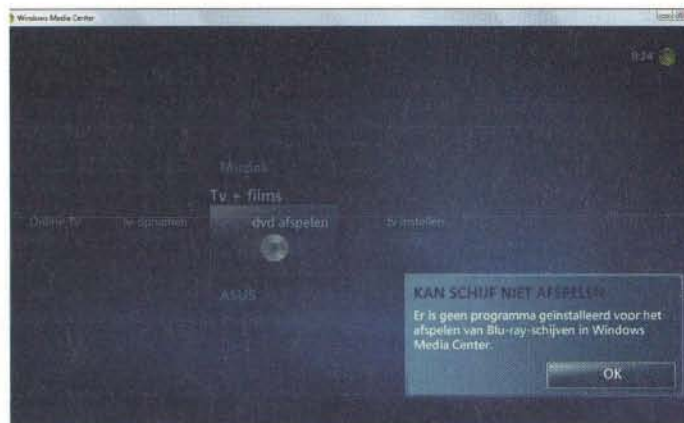 Windows Media Center
Muziek
Tv + films
Online TV tv-opnamen dvd afspelen tv instellen
ASUS
KAN SCHIJF NIET AFSPELEN
Er is geen programma geïnstalleerd voor het
afspelen van Blu-ray-schijven in Windows
Media Center.
OK